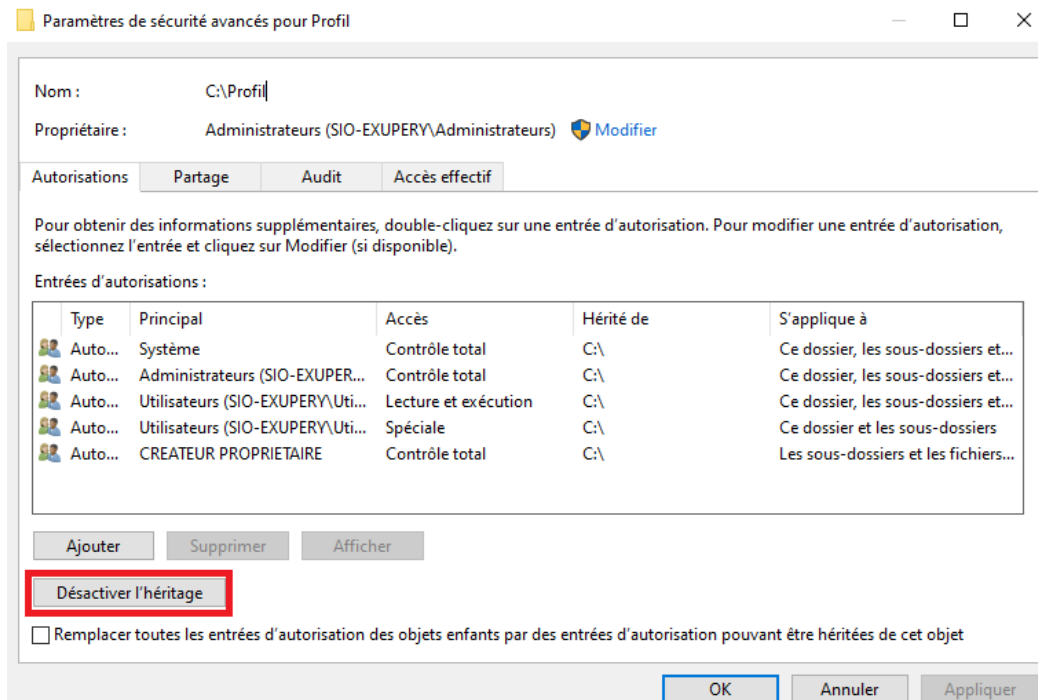 Paramètres de sécurité avancés pour Profil
Nom : C:\Profil
Propriétaire : Administrateurs (SIO-EXUPERY\Administrateurs) Modifier
Autorisations Partage Audit Accès effectif
Pour obtenir des informations supplémentaires, double-cliquez sur une entrée d'autorisation. Pour modifier une entrée d'autorisation,
sélectionnez l'entrée et cliquez sur Modifier (si disponible).
Entrées d'autorisations :
Type Principal Accès Hérité de S'applique à
Auto... Système Contrôle total C:\ Ce dossier, les sous-dossiers et...
Auto... Administrateurs (SIO-EXUPER... Contrôle total C:\ Ce dossier, les sous-dossiers et...
Auto... Utilisateurs (SIO-EXUPERY\Uti... Lecture et exécution C:\ Ce dossier, les sous-dossiers et...
Auto... Utilisateurs (SIO-EXUPERY\Uti... Spéciale C:\ Ce dossier et les sous-dossiers
Auto... CREATEUR PROPRIETAIRE Contrôle total C:\ Les sous-dossiers et les fichiers...
Ajouter Supprimer Afficher
Désactiver l'héritage
Remplacer toutes les entrées d'autorisation des objets enfants par des entrées d'autorisation pouvant être héritées de cet objet
OK Annuler Appliquer